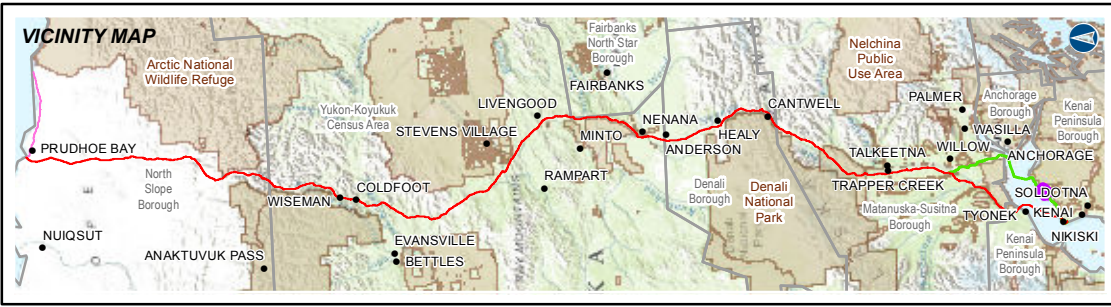 VICINITY MAP
Arctic National
Wildlife Refuge
PRUDHOE BAY
North
Slope
Borough
NUIQSUT
ANAKTUVUK PASS
WISEMAN
COLDFOOT
EVANSVILLE
BETTLES
Yukon-Koyukuk
Census Area
STEVENS VILLAGE
LIVENGOOD
RAMPART
MINTO
Fairbanks
North Star
Borough
FAIRBANKS
NENANA
ANDERSON
HEALY
CANTWELL
Denali
Borough
Denali
National
Park
Nelchina
Public
Use Area
TALKEETNA
TRAPPER CREEK
Matanuska-Susitna
Borough
PALMER
WASILLA
WILLOW
Anchorage
Borough
ANCHORAGE
Kenai
Peninsula
Borough
SOLDOTNA
TYONEK
KENAI
NIKISKI
Kenai
Peninsula
Borough